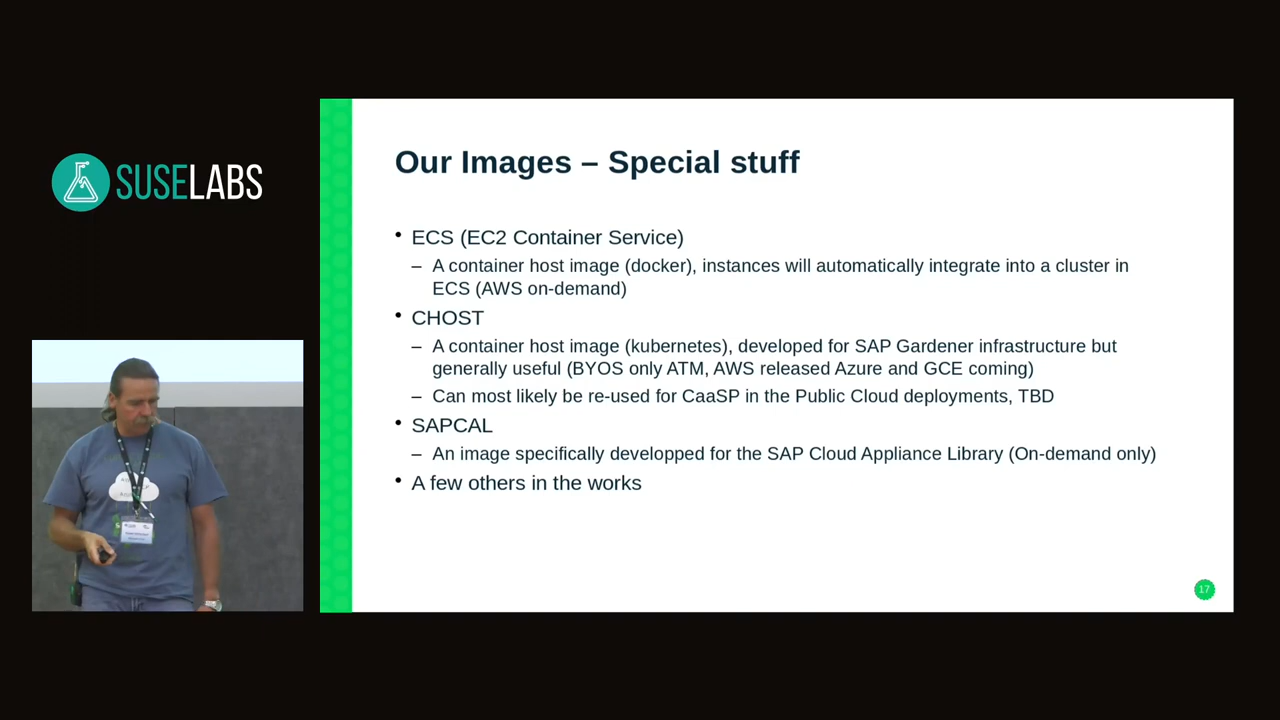 SUSELABS
Our Images – Special stuff
• ECS (EC2 Container Service)
– A container host image (docker), instances will automatically integrate into a cluster in
ECS (AWS on-demand)
• CHOST
– A container host image (kubernetes), developed for SAP Gardener infrastructure but
generally useful (BYOS only ATM, AWS released Azure and GCE coming)
– Can most likely be re-used for CaaSP in the Public Cloud deployments, TBD
• SAPCAL
– An image specifically developped for the SAP Cloud Appliance Library (On-demand only)
• A few others in the works
17